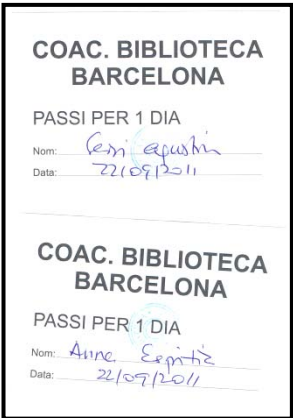 COAC. BIBLIOTECA
BARCELONA
PASSI PER 1 DIA
Nom: agustin
Data: 22/09/2011
COAC. BIBLIOTECA
BARCELONA
PASSI PER 1 DIA
Nom: Anna
Data: 22/09/2011